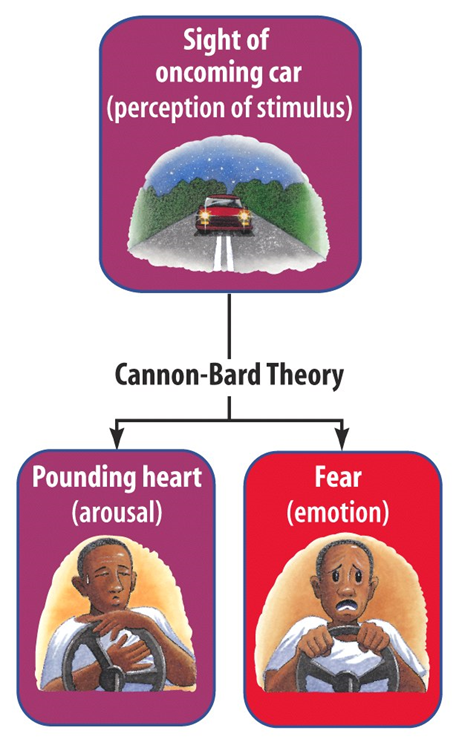 Sight of
oncoming car
(perception of stimulus)
Cannon-Bard Theory
Pounding heart
(arousal)
Fear
(emotion)